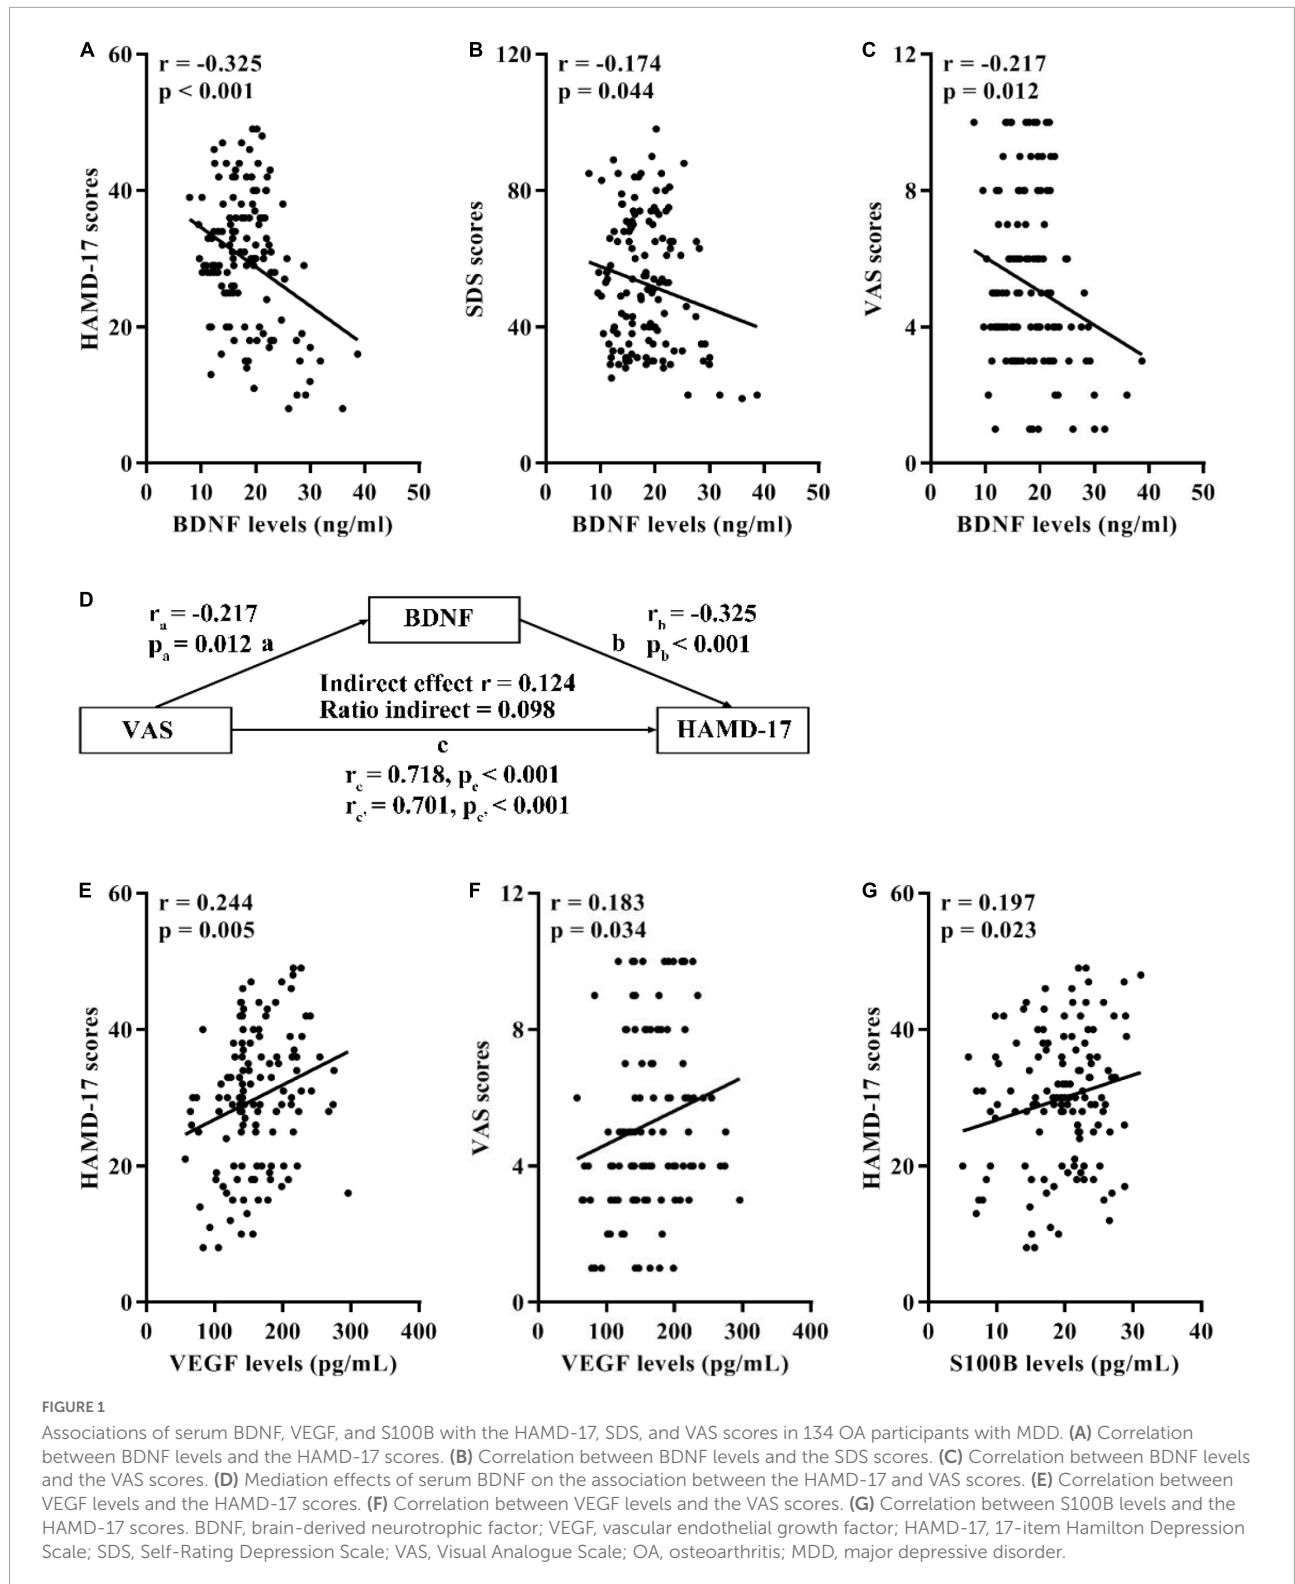 A
r = -0.325
p < 0.001
HAMD-17 scores
60
40
20
0
0 10 20 30 40 50
BDNF levels (ng/ml)
B
r = -0.174
p = 0.044
SDS scores
120
80
40
0
0 10 20 30 40 50
BDNF levels (ng/ml)
C
r = -0.217
p = 0.012
VAS scores
12
8
4
0
0 10 20 30 40 50
BDNF levels (ng/ml)
D
ra = -0.217
pa = 0.012 a
BDNF
rb = -0.325
b pb < 0.001
Indirect effect r = 0.124
Ratio indirect = 0.098
VAS
HAMD-17
c
rc = 0.718, pc < 0.001
rc' = 0.701, pc' < 0.001
E
r = 0.244
p = 0.005
HAMD-17 scores
60
40
20
0
0 100 200 300 400
VEGF levels (pg/mL)
F
r = 0.183
p = 0.034
VAS scores
12
8
4
0
0 100 200 300 400
VEGF levels (pg/mL)
G
r = 0.197
p = 0.023
HAMD-17 scores
60
40
20
0
0 10 20 30 40
S100B levels (pg/mL)
FIGURE 1
Associations of serum BDNF, VEGF, and S100B with the HAMD-17, SDS, and VAS scores in 134 OA participants with MDD. (A) Correlation
between BDNF levels and the HAMD-17 scores. (B) Correlation between BDNF levels and the SDS scores. (C) Correlation between BDNF levels
and the VAS scores. (D) Mediation effects of serum BDNF on the association between the HAMD-17 and VAS scores. (E) Correlation between
VEGF levels and the HAMD-17 scores. (F) Correlation between VEGF levels and the VAS scores. (G) Correlation between S100B levels and the
HAMD-17 scores. BDNF, brain-derived neurotrophic factor; VEGF, vascular endothelial growth factor; HAMD-17, 17-item Hamilton Depression
Scale; SDS, Self-Rating Depression Scale; VAS, Visual Analogue Scale; OA, osteoarthritis; MDD, major depressive disorder.